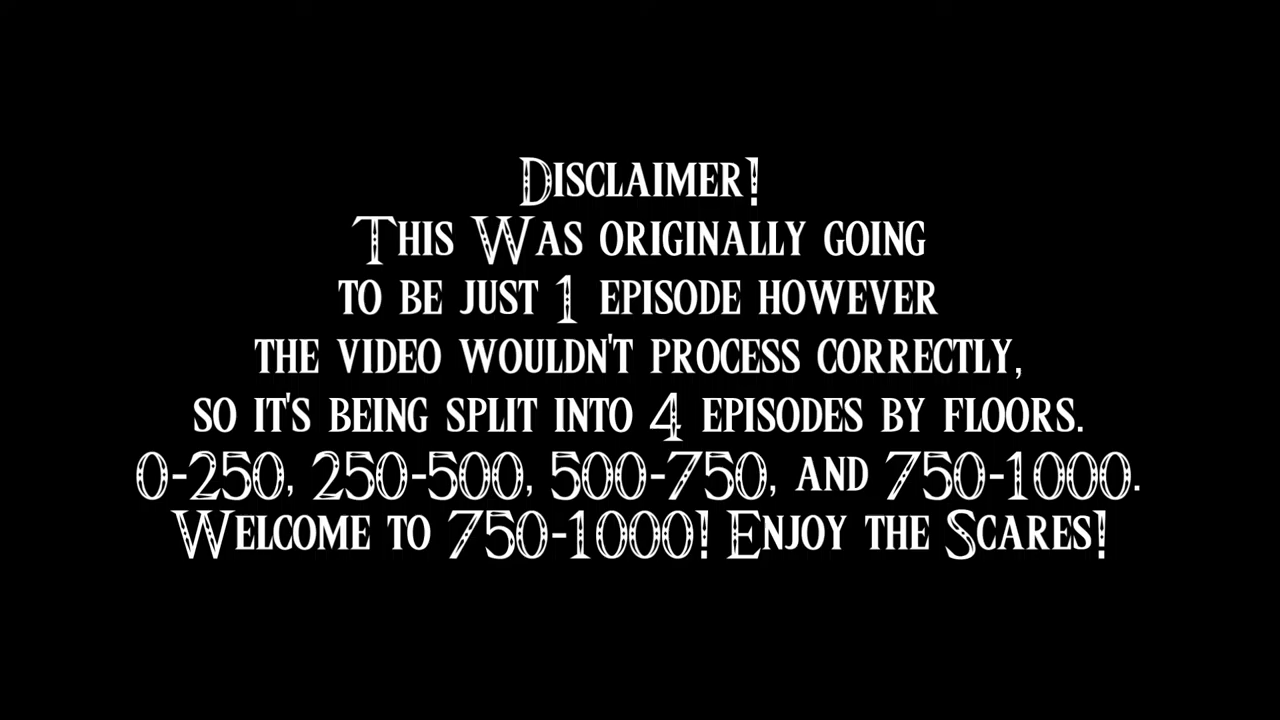 Disclaimer!
This Was originally going
to be just 1 episode however
the video wouldn't process correctly,
so it's being split into 4 episodes by floors.
0-250, 250-500, 500-750, and 750-1000.
Welcome to 750-1000! Enjoy the Scares!